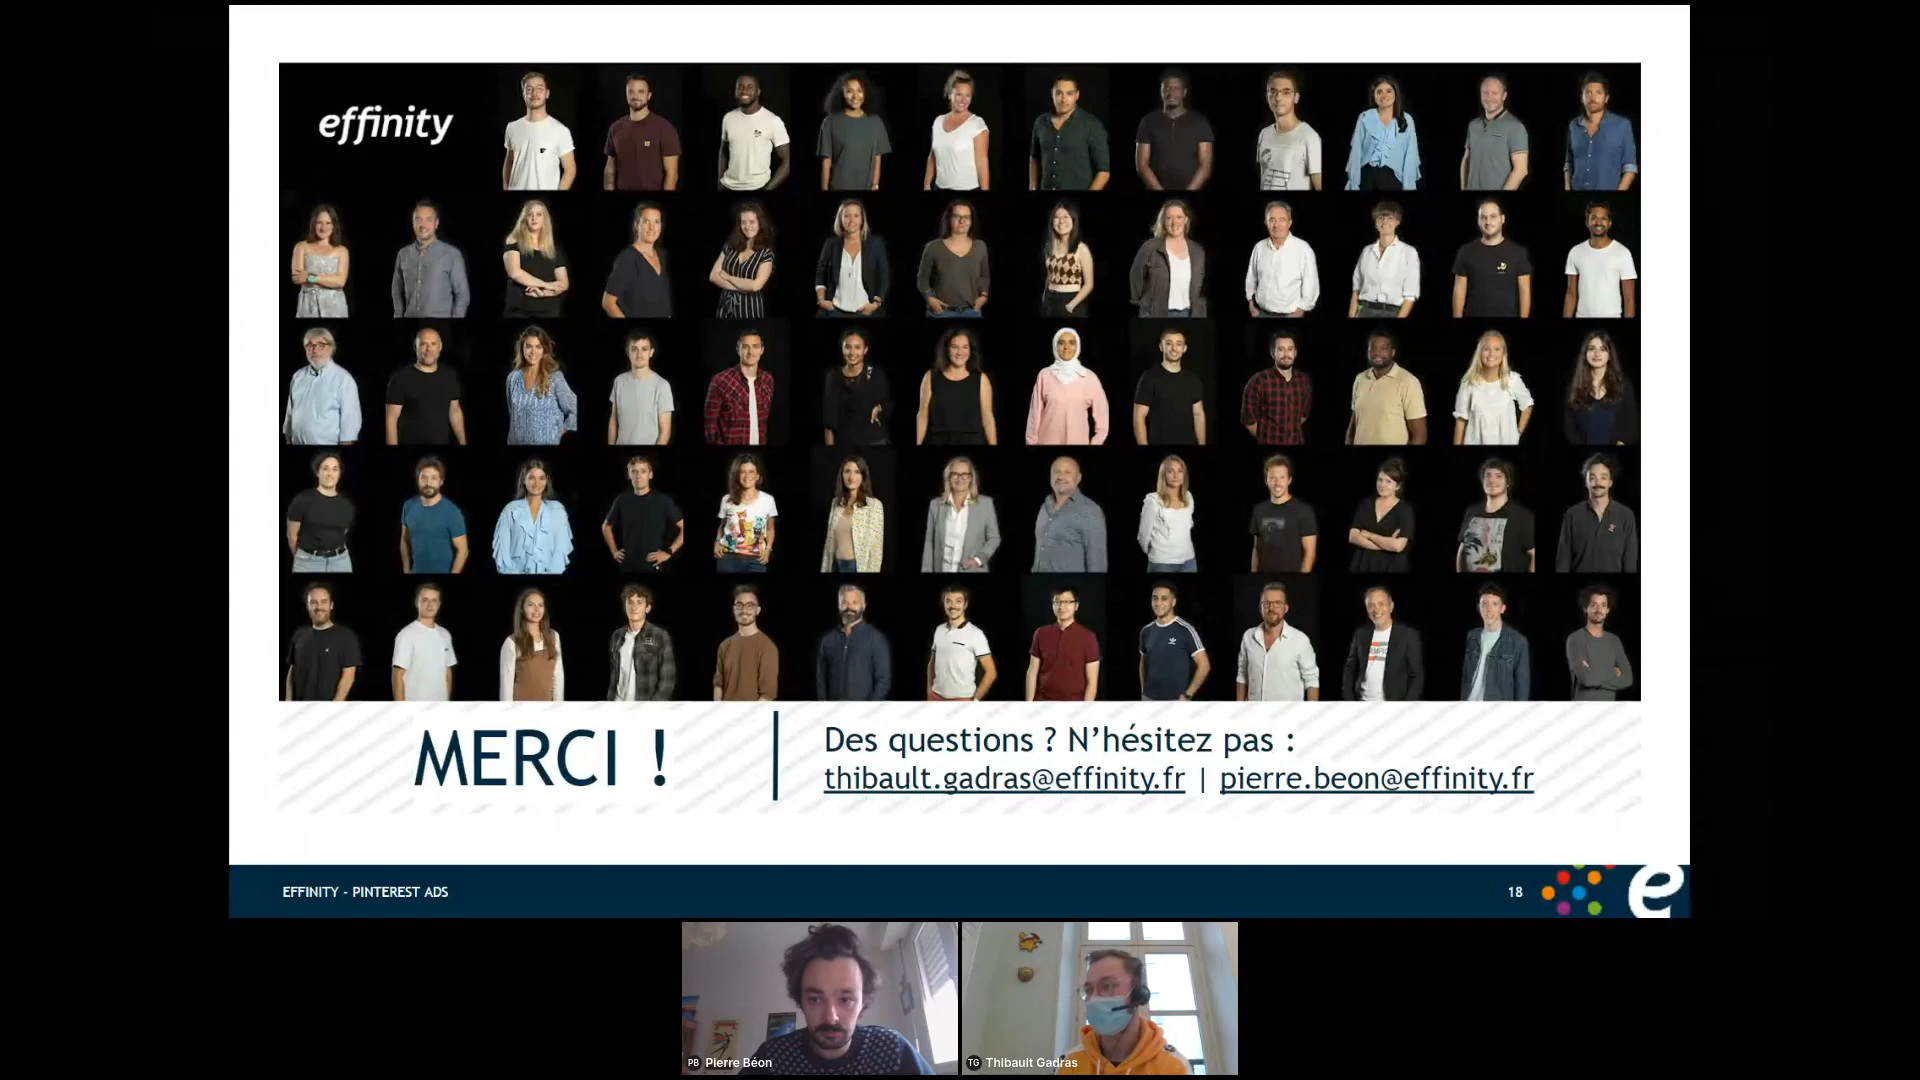 effinity
MERCI !
Des questions ? N’hésitez pas :
thibault.gadras@effinity.fr | pierre.beon@effinity.fr
EFFINITY - PINTEREST ADS
18
e
PB Pierre Béon
TG Thibault Gadras